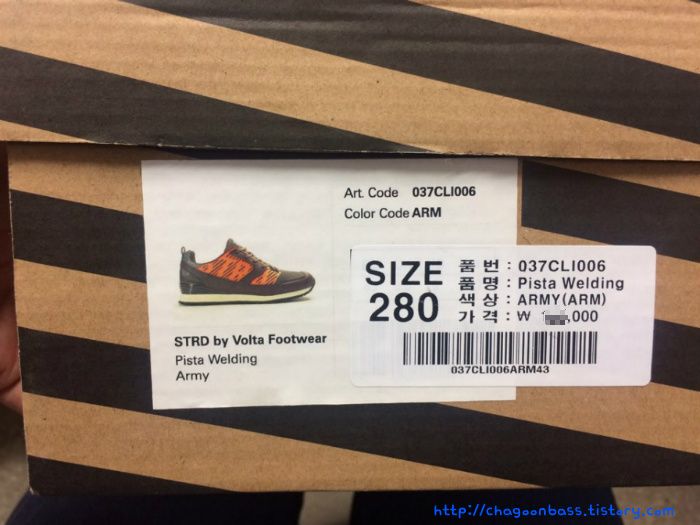 Art. Code 037CLI006
Color Code ARM
STRD by Volta Footwear
Pista Welding
Army
SIZE
280
품 번 : 037CLI006
품 명 : Pista Welding
색 상 : ARMY(ARM)
가 격 : ₩ ,000
037CLI006ARM43
http://chagoonbass.tistory.com